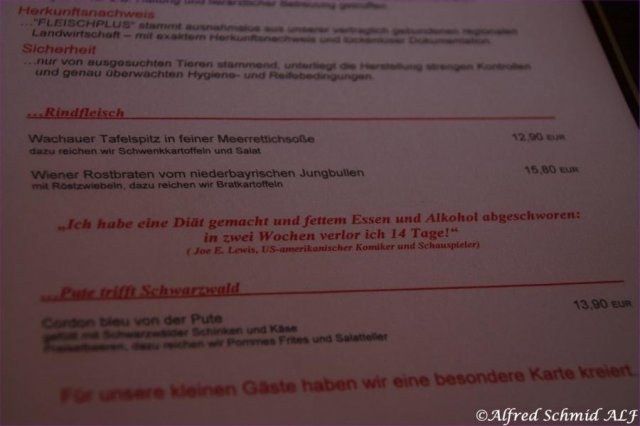 Herkunftsnachweis
..."FLEISCHPLUS" stammt ausnahmslos aus unserer vertraglich gebundenen regionalen
Landwirtschaft – mit exaktem Herkunftsnachweis und lückenloser Dokumentation.
Sicherheit
...nur von ausgesuchten Tieren stammend, unterliegt die Herstellung strengen Kontrollen
und genau überwachten Hygiene- und Reifebedingungen.
...Rindfleisch
Wachauer Tafelspitz in feiner Meerrettichsoße 12,90 EUR
dazu reichen wir Schwenkkartoffeln und Salat
Wiener Rostbraten vom niederbayrischen Jungbullen 15,80 EUR
mit Röstzwiebeln, dazu reichen wir Bratkartoffeln
„Ich habe eine Diät gemacht und fettem Essen und Alkohol abgeschworen:
in zwei Wochen verlor ich 14 Tage!“
( Joe E. Lewis, US-amerikanischer Komiker und Schauspieler)
...Pute trifft Schwarzwald
Cordon bleu von der Pute 13,90 EUR
gefüllt mit Schwarzwälder Schinken und Käse
Preiselbeeren, dazu reichen wir Pommes Frites und Salatteller
Für unsere kleinen Gäste haben wir eine besondere Karte kreiert.
©Alfred Schmid ALF